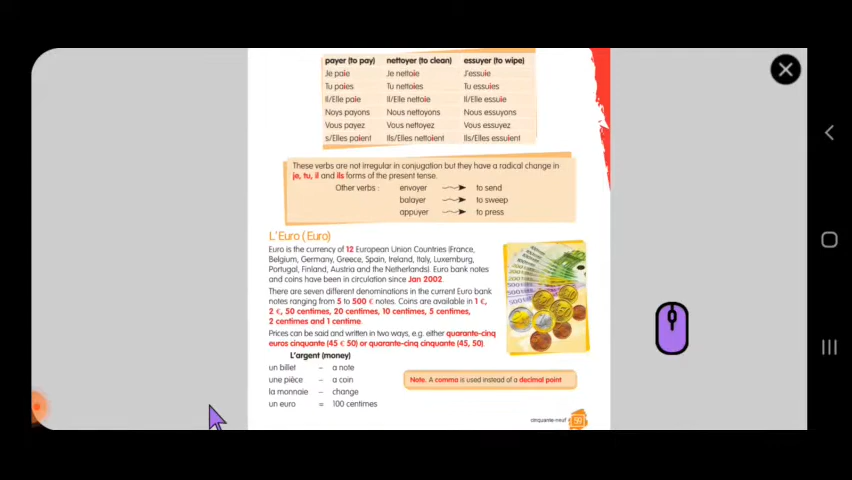 payer (to pay) nettoyer (to clean) essuyer (to wipe)
Je paie Je nettoie J'essuie
Tu paies Tu nettoies Tu essuies
Il/Elle paie Il/Elle nettoie Il/Elle essuie
Noys payons Nous nettoyons Nous essuyons
Vous payez Vous nettoyez Vous essuyez
s/Elles paient Ils/Elles nettoient Ils/Elles essuient
These verbs are not irregular in conjugation but they have a radical change in
je, tu, il and ils forms of the present tense.
Other verbs : envoyer to send
balayer to sweep
appuyer to press
L'Euro (Euro)
Euro is the currency of 12 European Union Countries (France,
Belgium, Germany, Greece, Spain, Ireland, Italy, Luxemburg,
Portugal, Finland, Austria and the Netherlands). Euro bank notes
and coins have been in circulation since Jan 2002.
There are seven different denominations in the current Euro bank
notes ranging from 5 to 500 € notes. Coins are available in 1 €,
2 €, 50 centimes, 20 centimes, 10 centimes, 5 centimes,
2 centimes and 1 centime.
Prices can be said and written in two ways, e.g. either quarante-cinq
euros cinquante (45 € 50) or quarante-cinq cinquante (45, 50).
L'argent (money)
un billet – a note
une pièce – a coin
la monnaie – change
un euro = 100 centimes
Note. A comma is used instead of a decimal point
cinquante-neuf